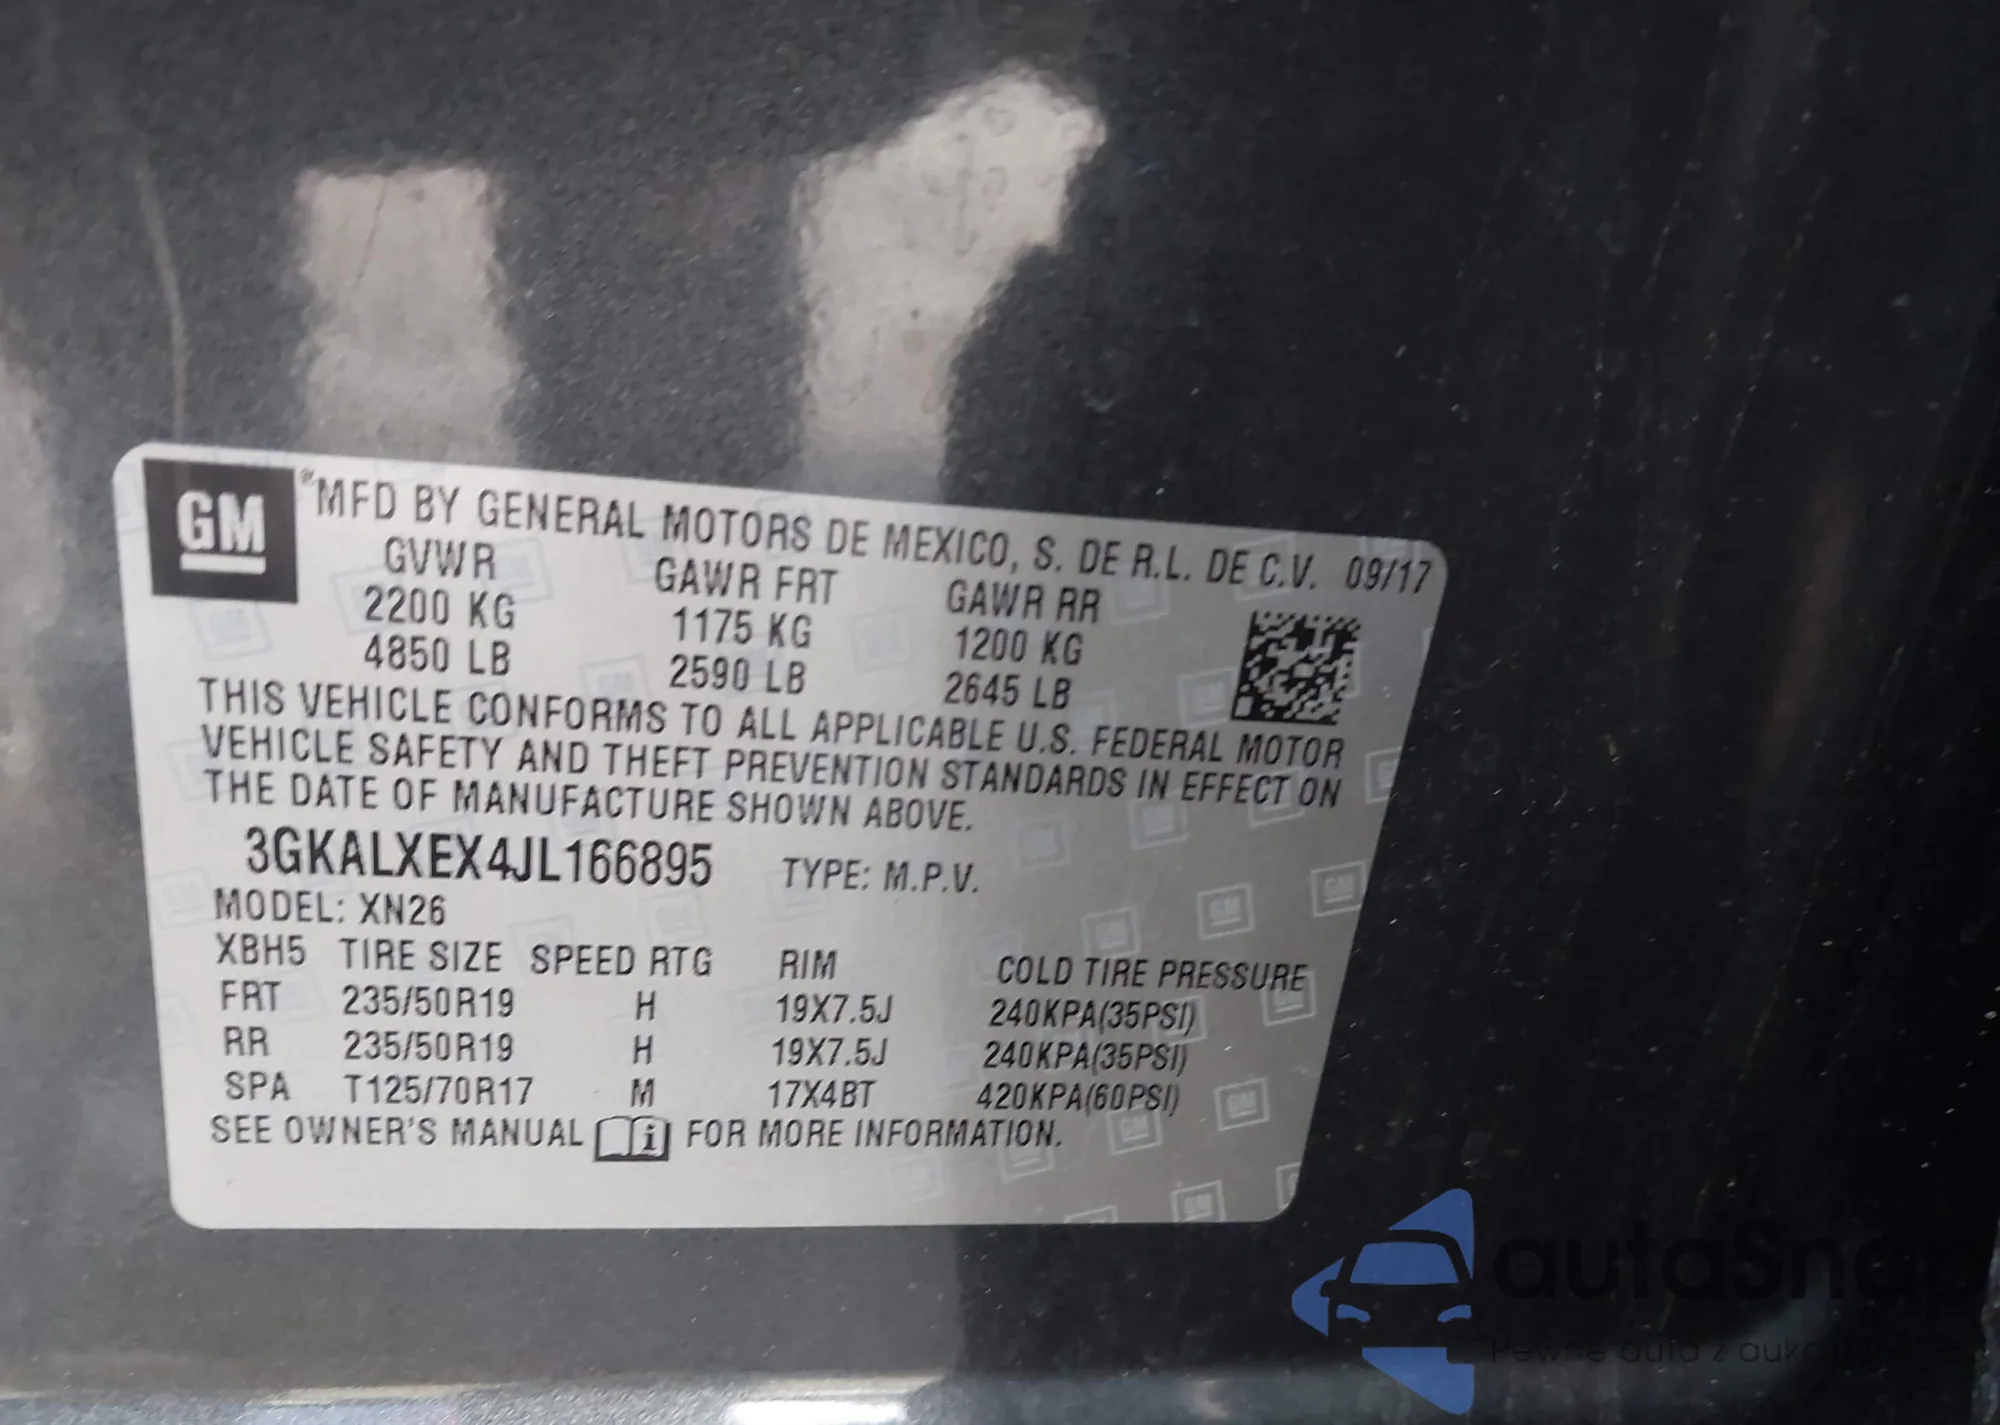 GM
®MFD BY GENERAL MOTORS DE MEXICO, S. DE R.L. DE C.V. 09/17
GVWR GAWR FRT GAWR RR
2200 KG 1175 KG 1200 KG
4850 LB 2590 LB 2645 LB
THIS VEHICLE CONFORMS TO ALL APPLICABLE U.S. FEDERAL MOTOR
VEHICLE SAFETY AND THEFT PREVENTION STANDARDS IN EFFECT ON
THE DATE OF MANUFACTURE SHOWN ABOVE.
3GKALXEX4JL166895 TYPE: M.P.V.
MODEL: XN26
XBH5 TIRE SIZE SPEED RTG RIM COLD TIRE PRESSURE
FRT 235/50R19 H 19X7.5J 240KPA(35PSI)
RR 235/50R19 H 19X7.5J 240KPA(35PSI)
SPA T125/70R17 M 17X4BT 420KPA(60PSI)
SEE OWNER'S MANUAL i FOR MORE INFORMATION.
autaSnap
Pewne auta z